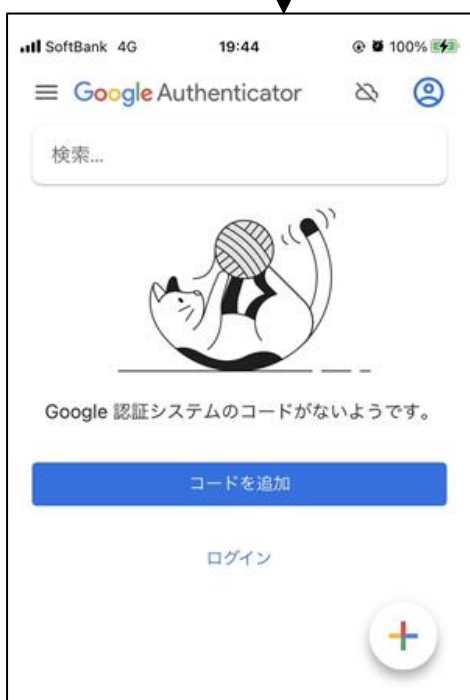 SoftBank 4G 19:44 100%
Google Authenticator
検索...
Google 認証システムのコードがないようです。
コードを追加
ログイン